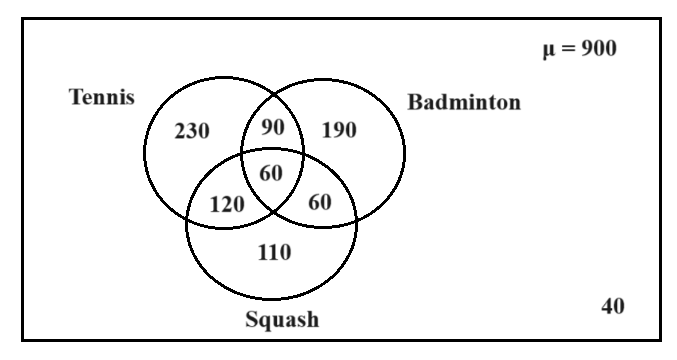 μ = 900
Tennis
Badminton
230
90
190
60
120
60
110
40
Squash